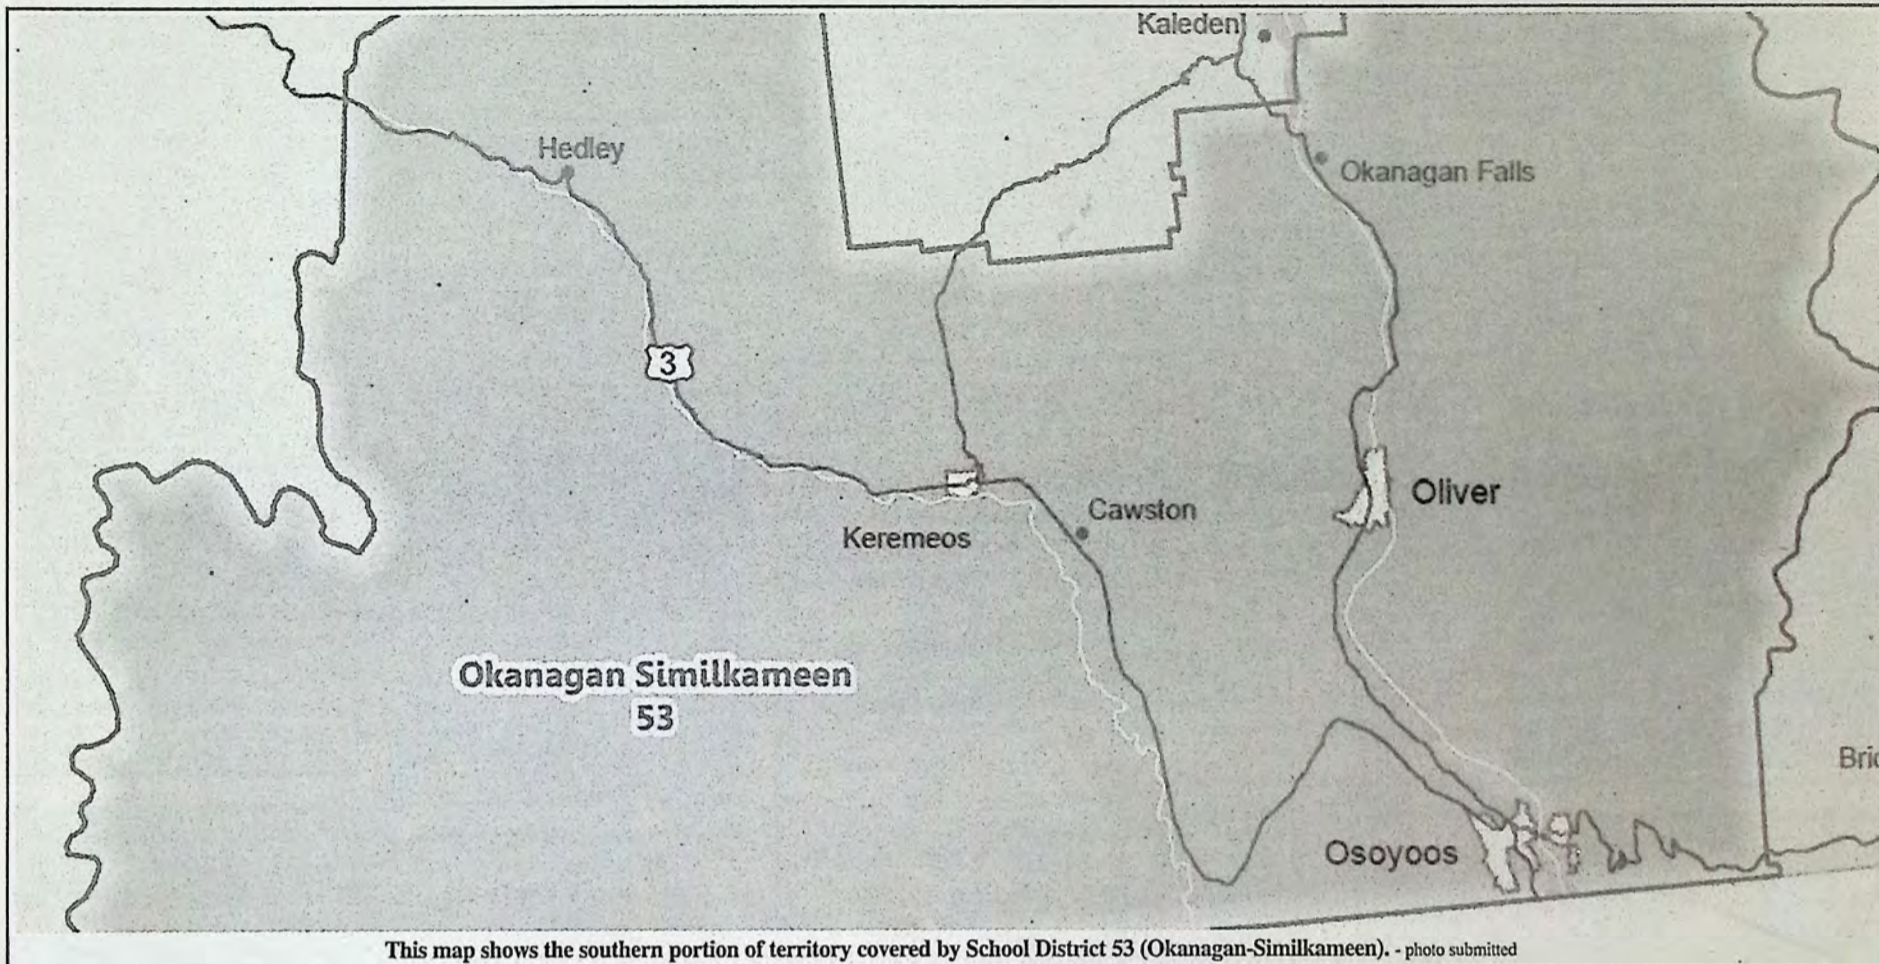 Kaleden
Hedley
Okanagan Falls
3
Oliver
Cawston
Keremeos
Okanagan Similkameen
53
Osoyoos
This map shows the southern portion of territory covered by School District 53 (Okanagan-Similkameen). - photo submitted